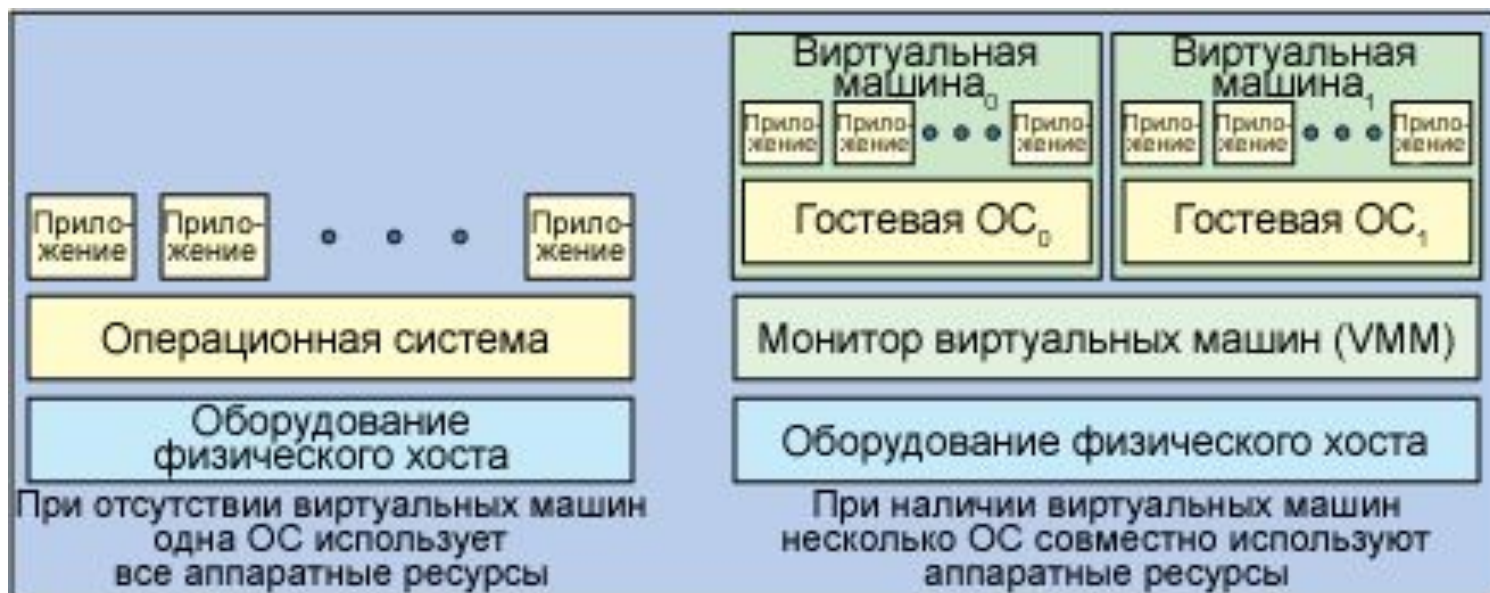 Прило-
жение
Прило-
жение
Прило-
жение
Операционная система
Оборудование
физического хоста
При отсутствии виртуальных машин
одна ОС использует
все аппаратные ресурсы
Виртуальная
машина0
Прило-
жение
Прило-
жение
Прило-
жение
Гостевая ОС0
Виртуальная
машина1
Прило-
жение
Прило-
жение
Прило-
жение
Гостевая ОС1
Монитор виртуальных машин (VMM)
Оборудование физического хоста
При наличии виртуальных машин
несколько ОС совместно используют
аппаратные ресурсы